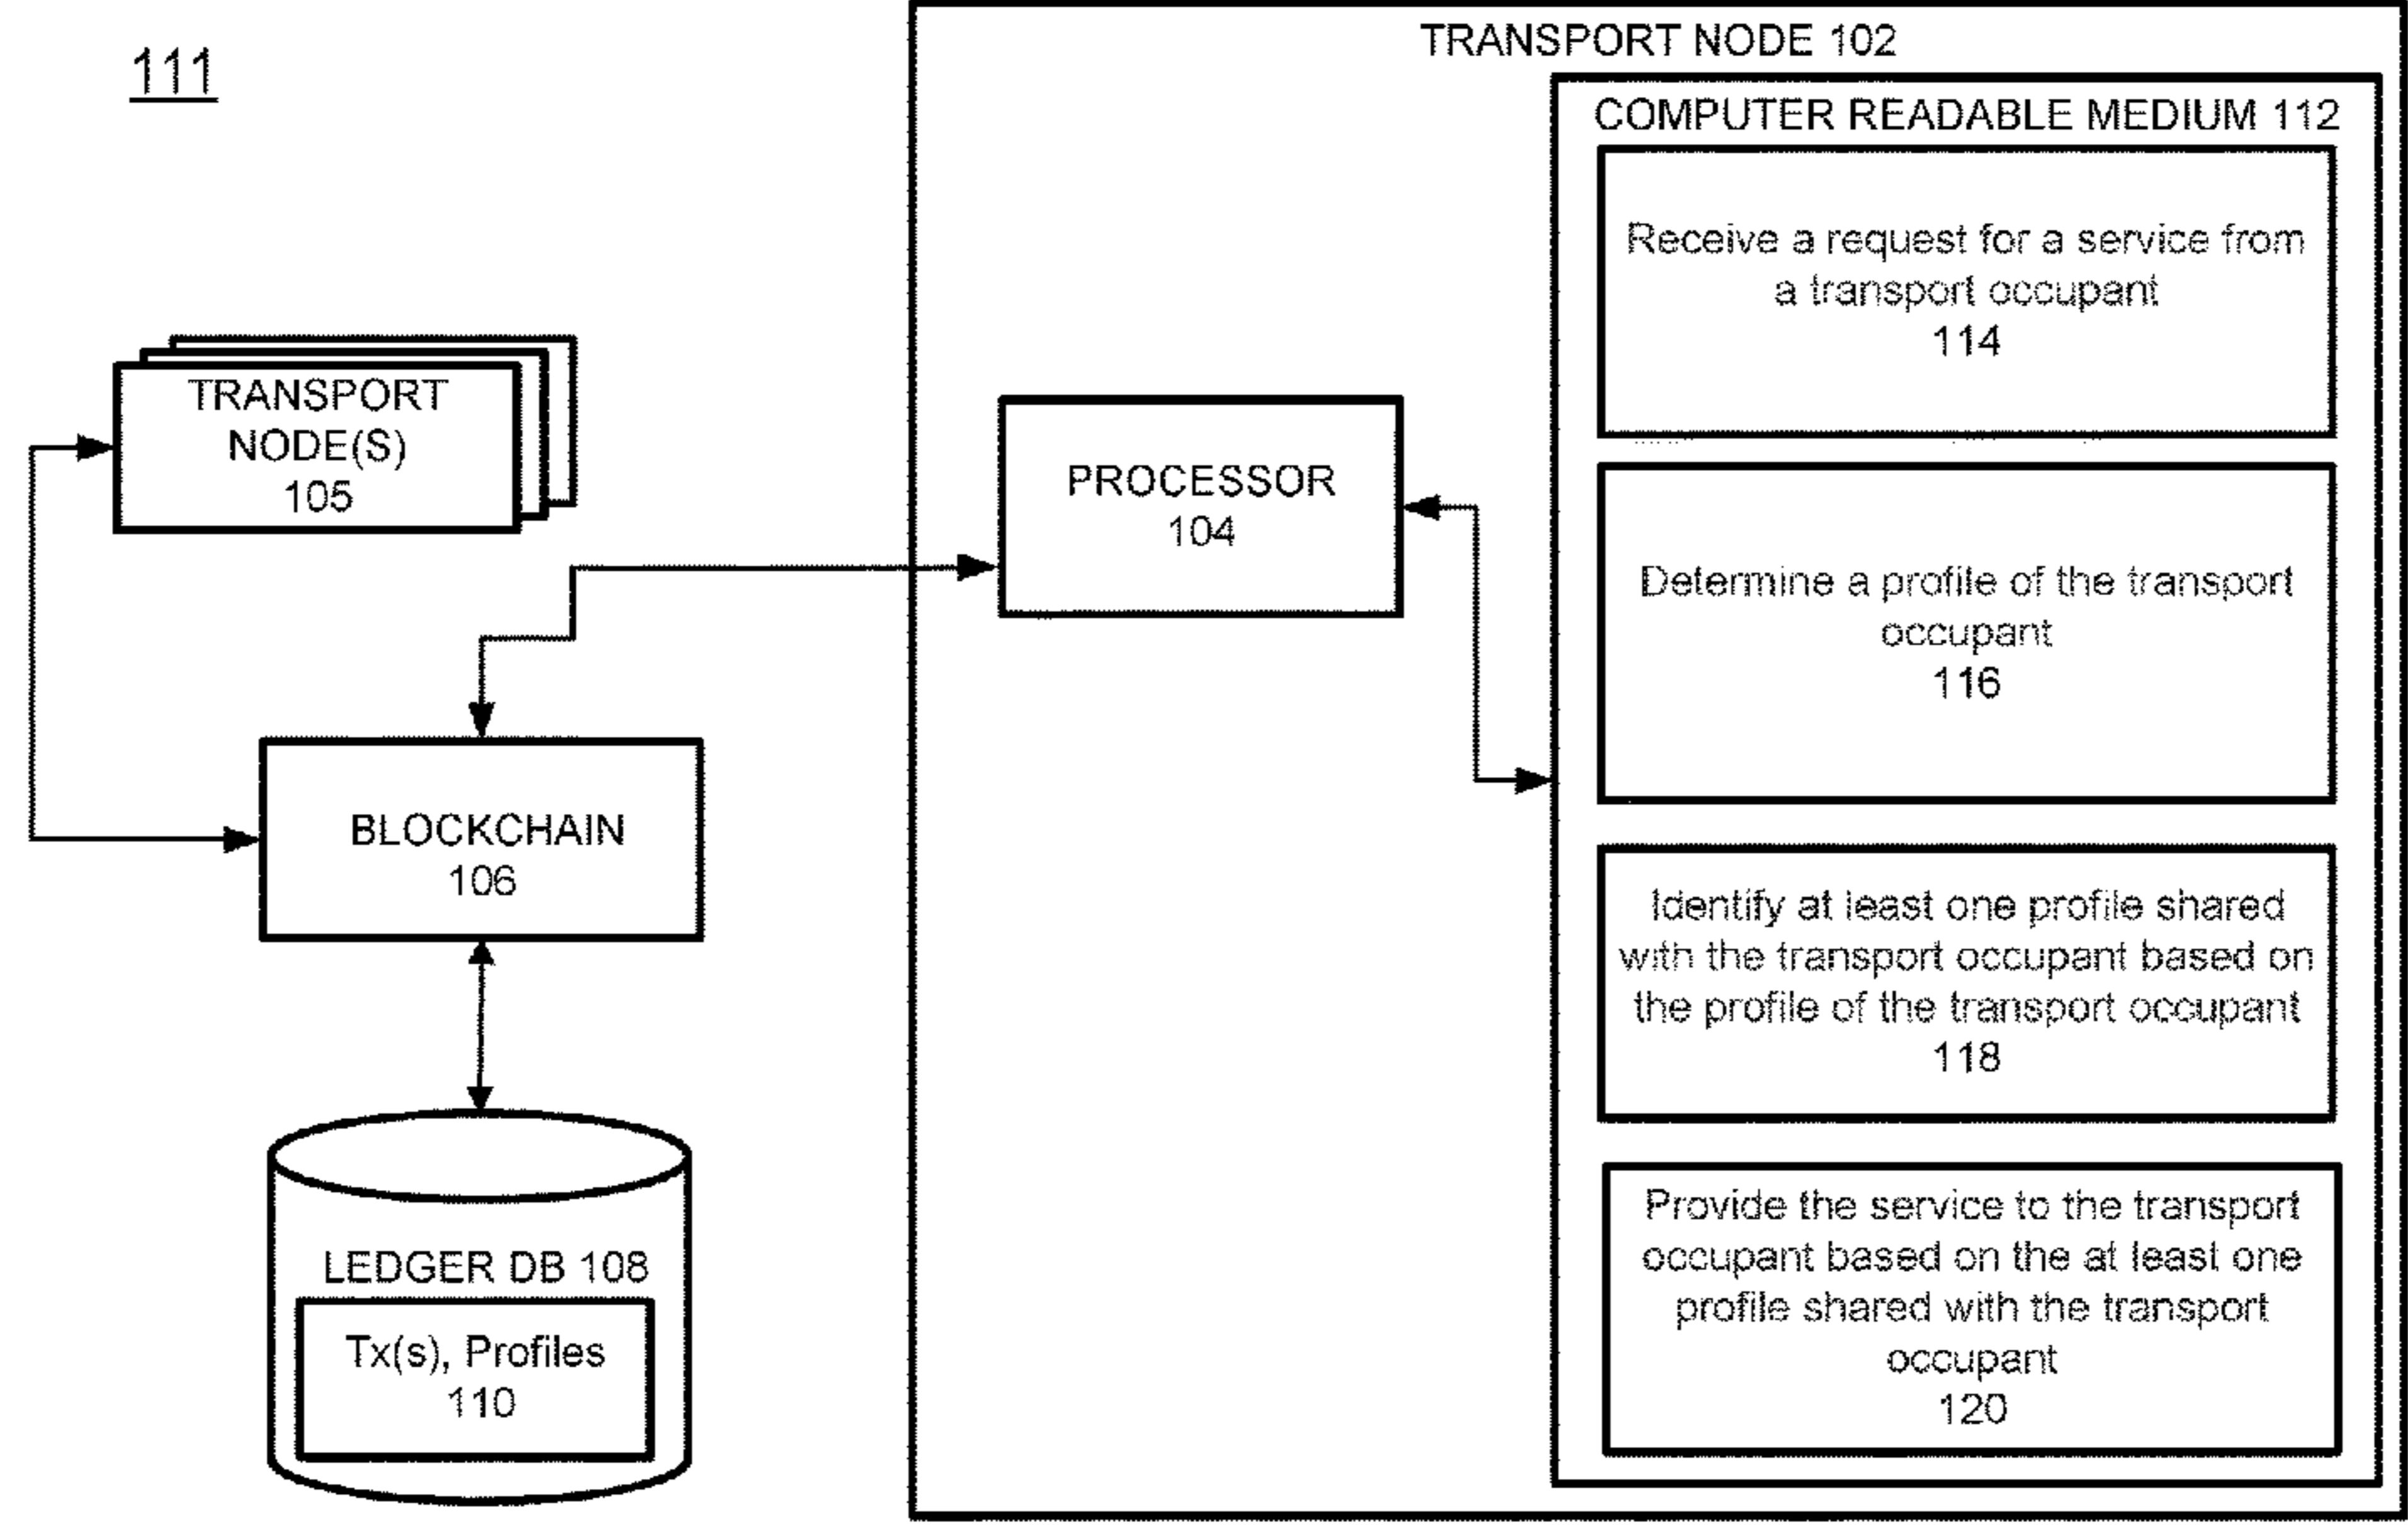 111
TRANSPORT NODE 102
COMPUTER READABLE MEDIUM 112
Receive a request for a service from
a transport occupant
114
Determine a profile of the transport
occupant
116
Identify at least one profile shared
with the transport occupant based on
the profile of the transport occupant
118
Provide the service to the transport
occupant based on the at least one
profile shared with the transport
occupant
120
PROCESSOR
104
TRANSPORT
NODE(S)
105
BLOCKCHAIN
106
LEDGER DB 108
Tx(s), Profiles
110